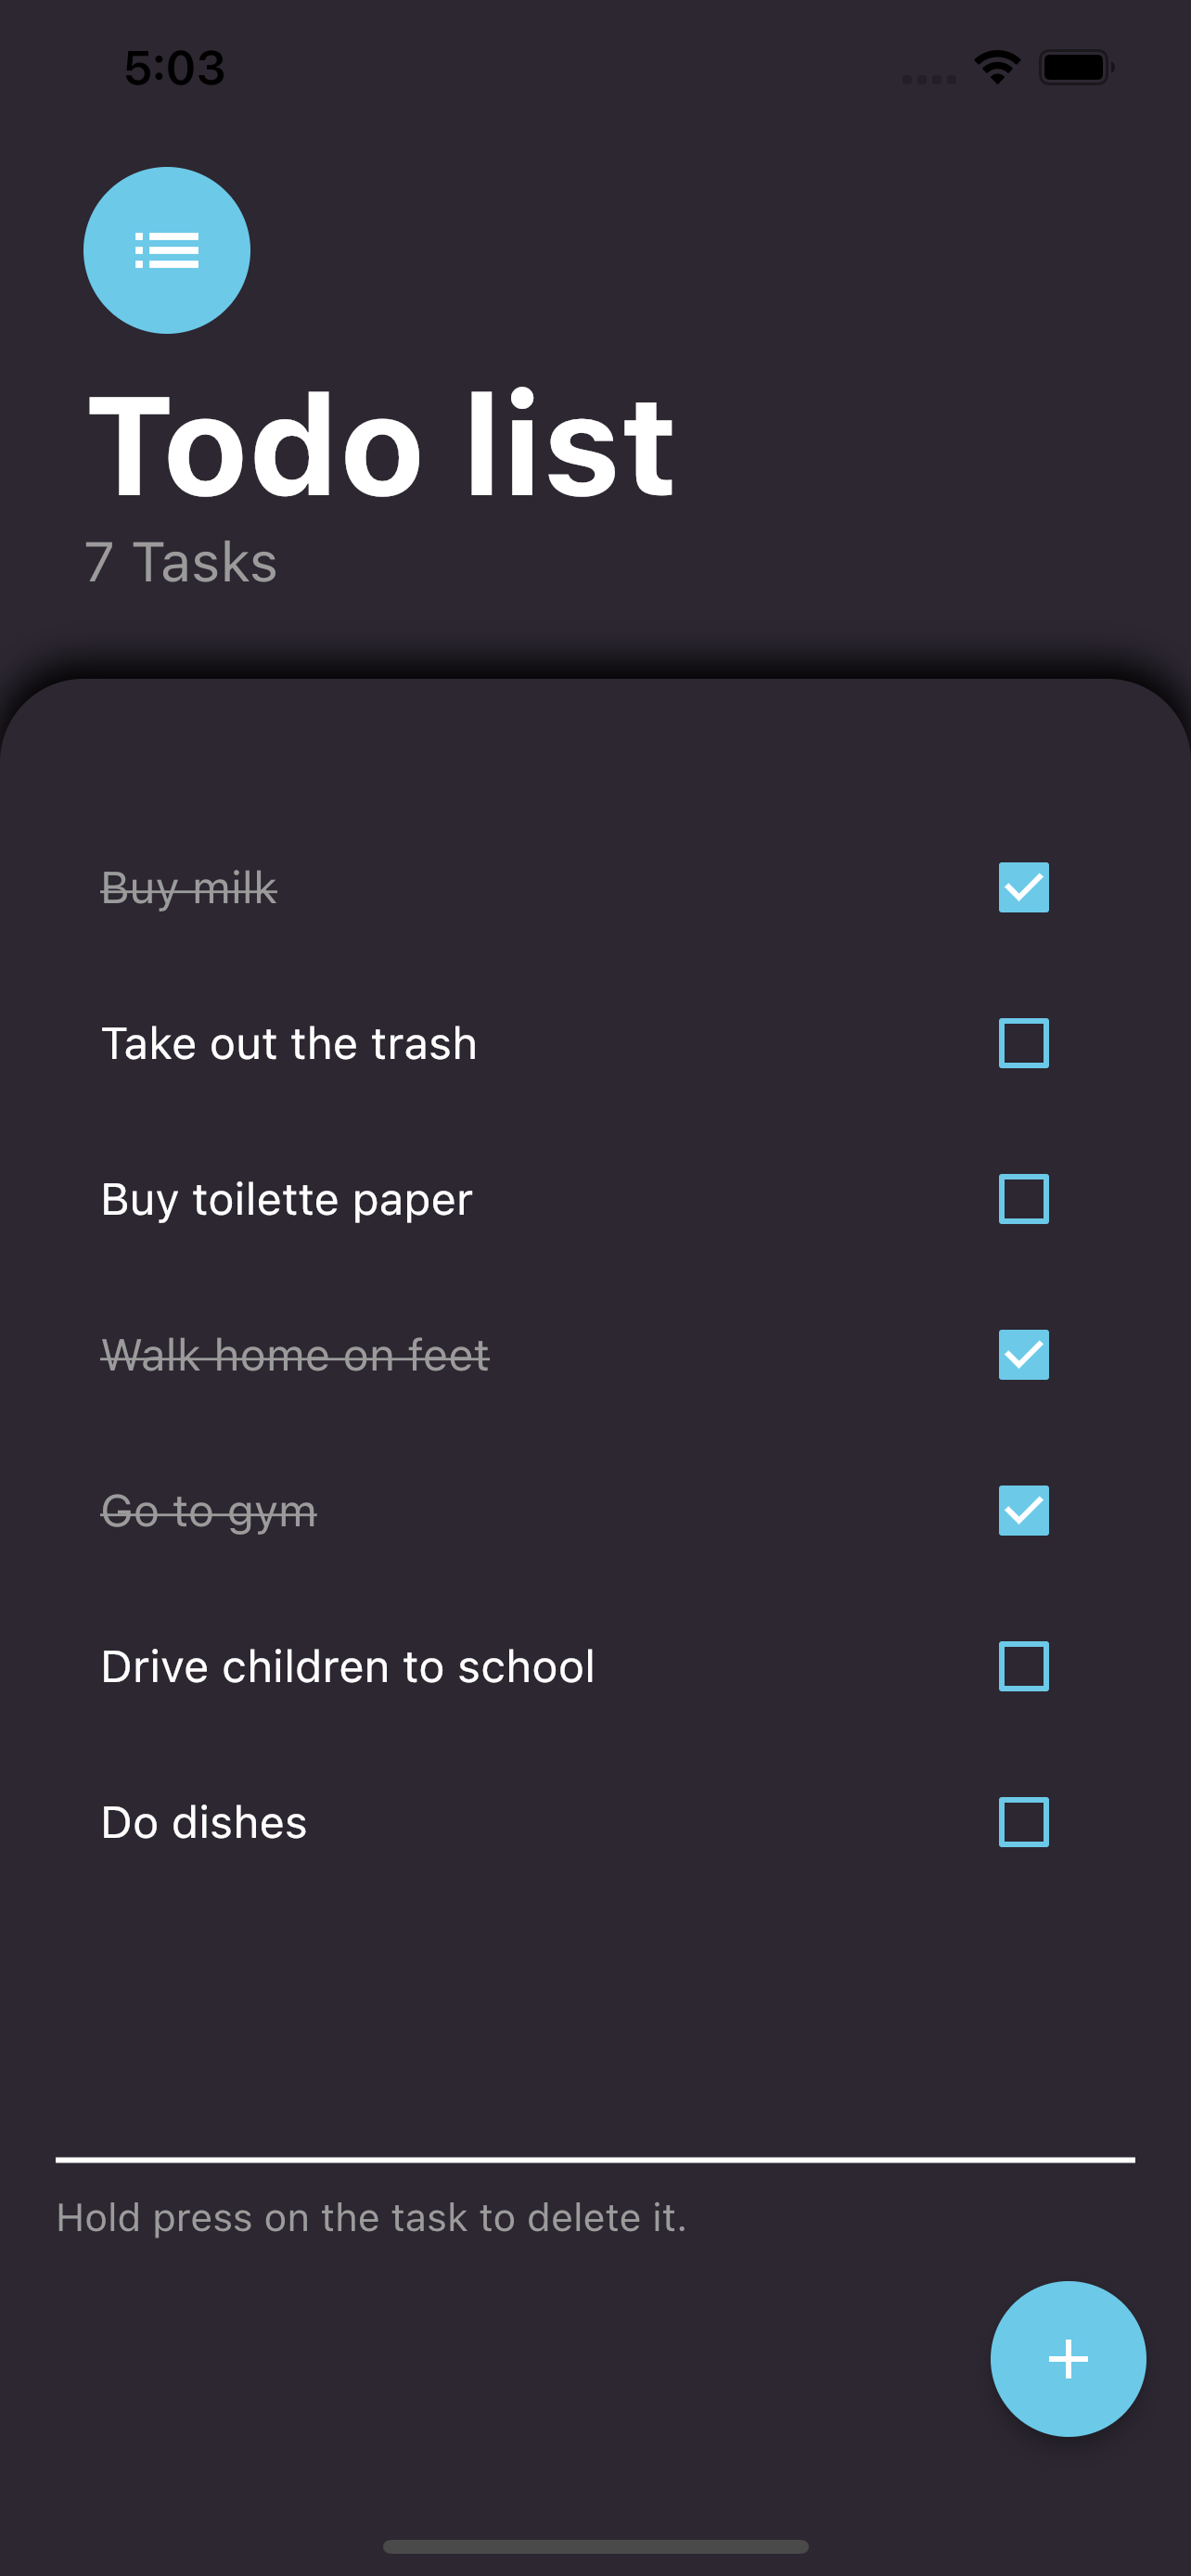 5:03
Todo list
7 Tasks
Buy milk
Take out the trash
Buy toilette paper
Walk home on feet
Go to gym
Drive children to school
Do dishes
Hold press on the task to delete it.